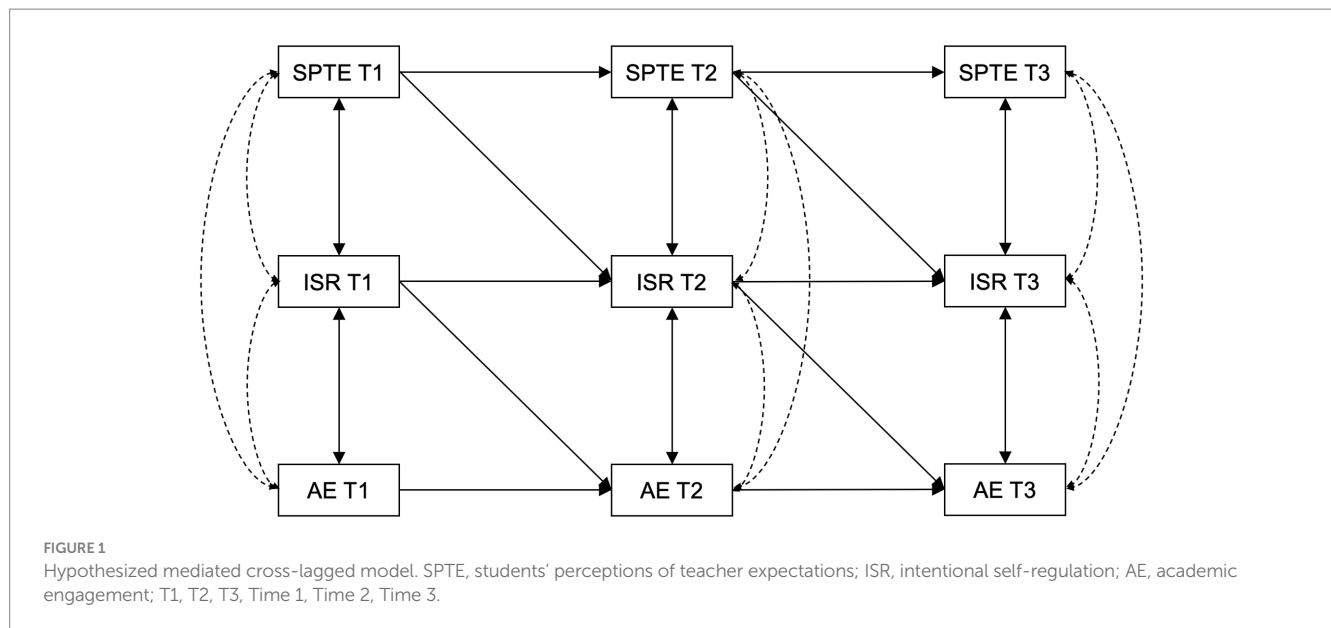 SPTE T1
SPTE T2
SPTE T3
ISR T1
ISR T2
ISR T3
AE T1
AE T2
AE T3
FIGURE 1
Hypothesized mediated cross-lagged model. SPTE, students’ perceptions of teacher expectations; ISR, intentional self-regulation; AE, academic
engagement; T1, T2, T3, Time 1, Time 2, Time 3.